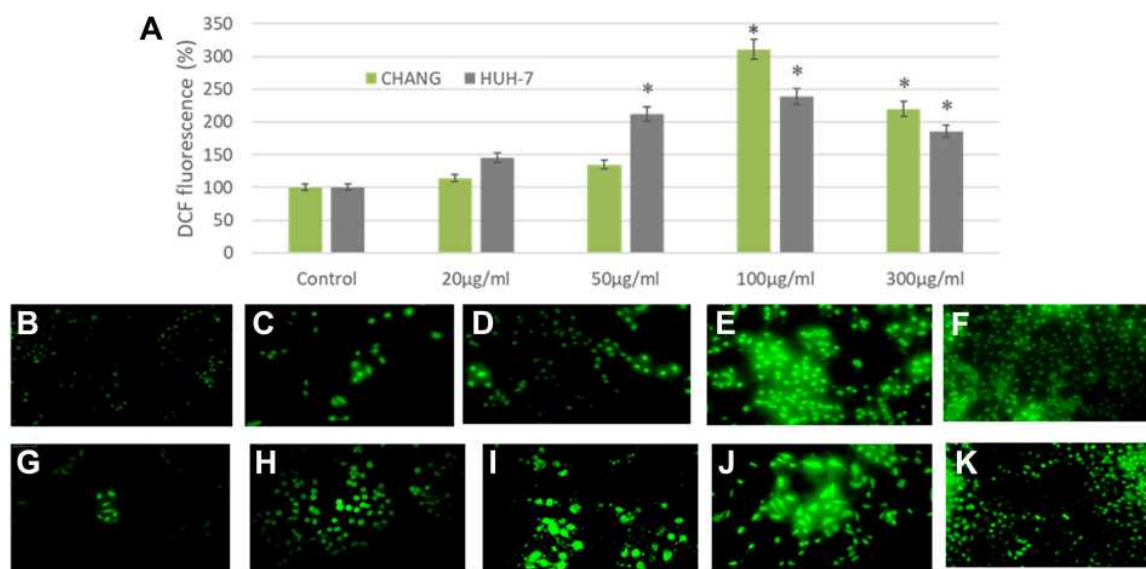 A
DCF fluorescence (%)
350
300
250
200
150
100
50
0
CHANG HUH-7
* * * * *
Control 20µg/ml 50µg/ml 100µg/ml 300µg/ml
B C D E F
G H I J K